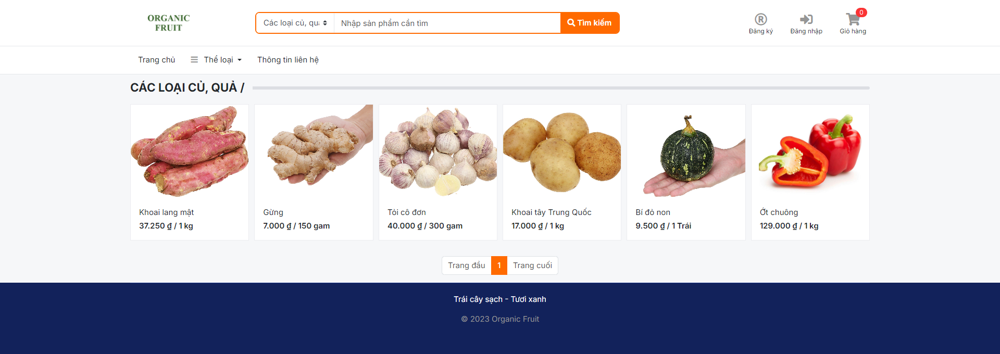 ORGANIC
FRUIT
Các loại củ, quả
Nhập sản phẩm cần tìm
Tìm kiếm
Đăng ký
Đăng nhập
0
Giỏ hàng
Trang chủ
Thể loại
Thông tin liên hệ
CÁC LOẠI CỦ, QUẢ /
Khoai lang mật
37.250 ₫ / 1 kg
Gừng
7.000 ₫ / 150 gam
Tỏi cô đơn
40.000 ₫ / 300 gam
Khoai tây Trung Quốc
17.000 ₫ / 1 kg
Bí đỏ non
9.500 ₫ / 1 Trái
Ớt chuông
129.000 ₫ / 1 kg
Trang đầu
1
Trang cuối
Trái cây sạch - Tươi xanh
© 2023 Organic Fruit